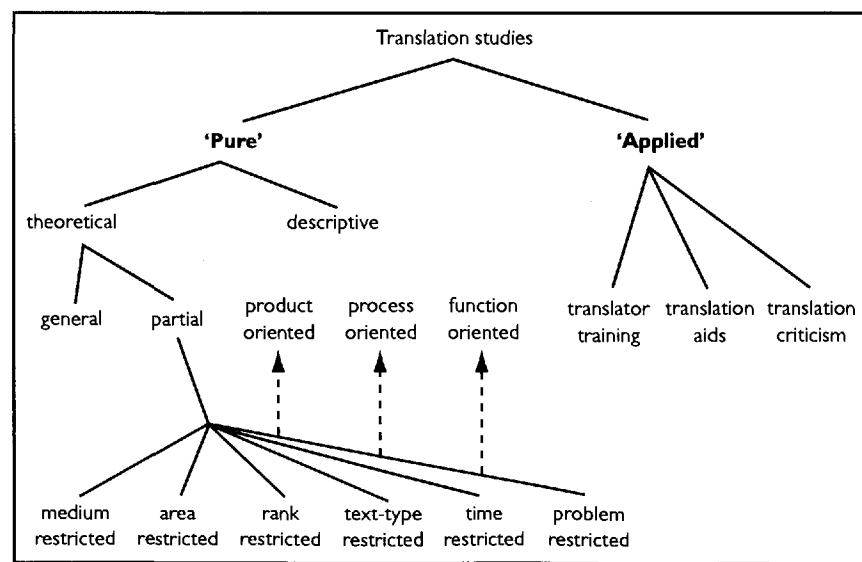 Translation studies
'Pure' 'Applied'
theoretical descriptive
general partial product process function translator translation translation
oriented oriented oriented training aids criticism
medium area rank text-type time problem
restricted restricted restricted restricted restricted restricted